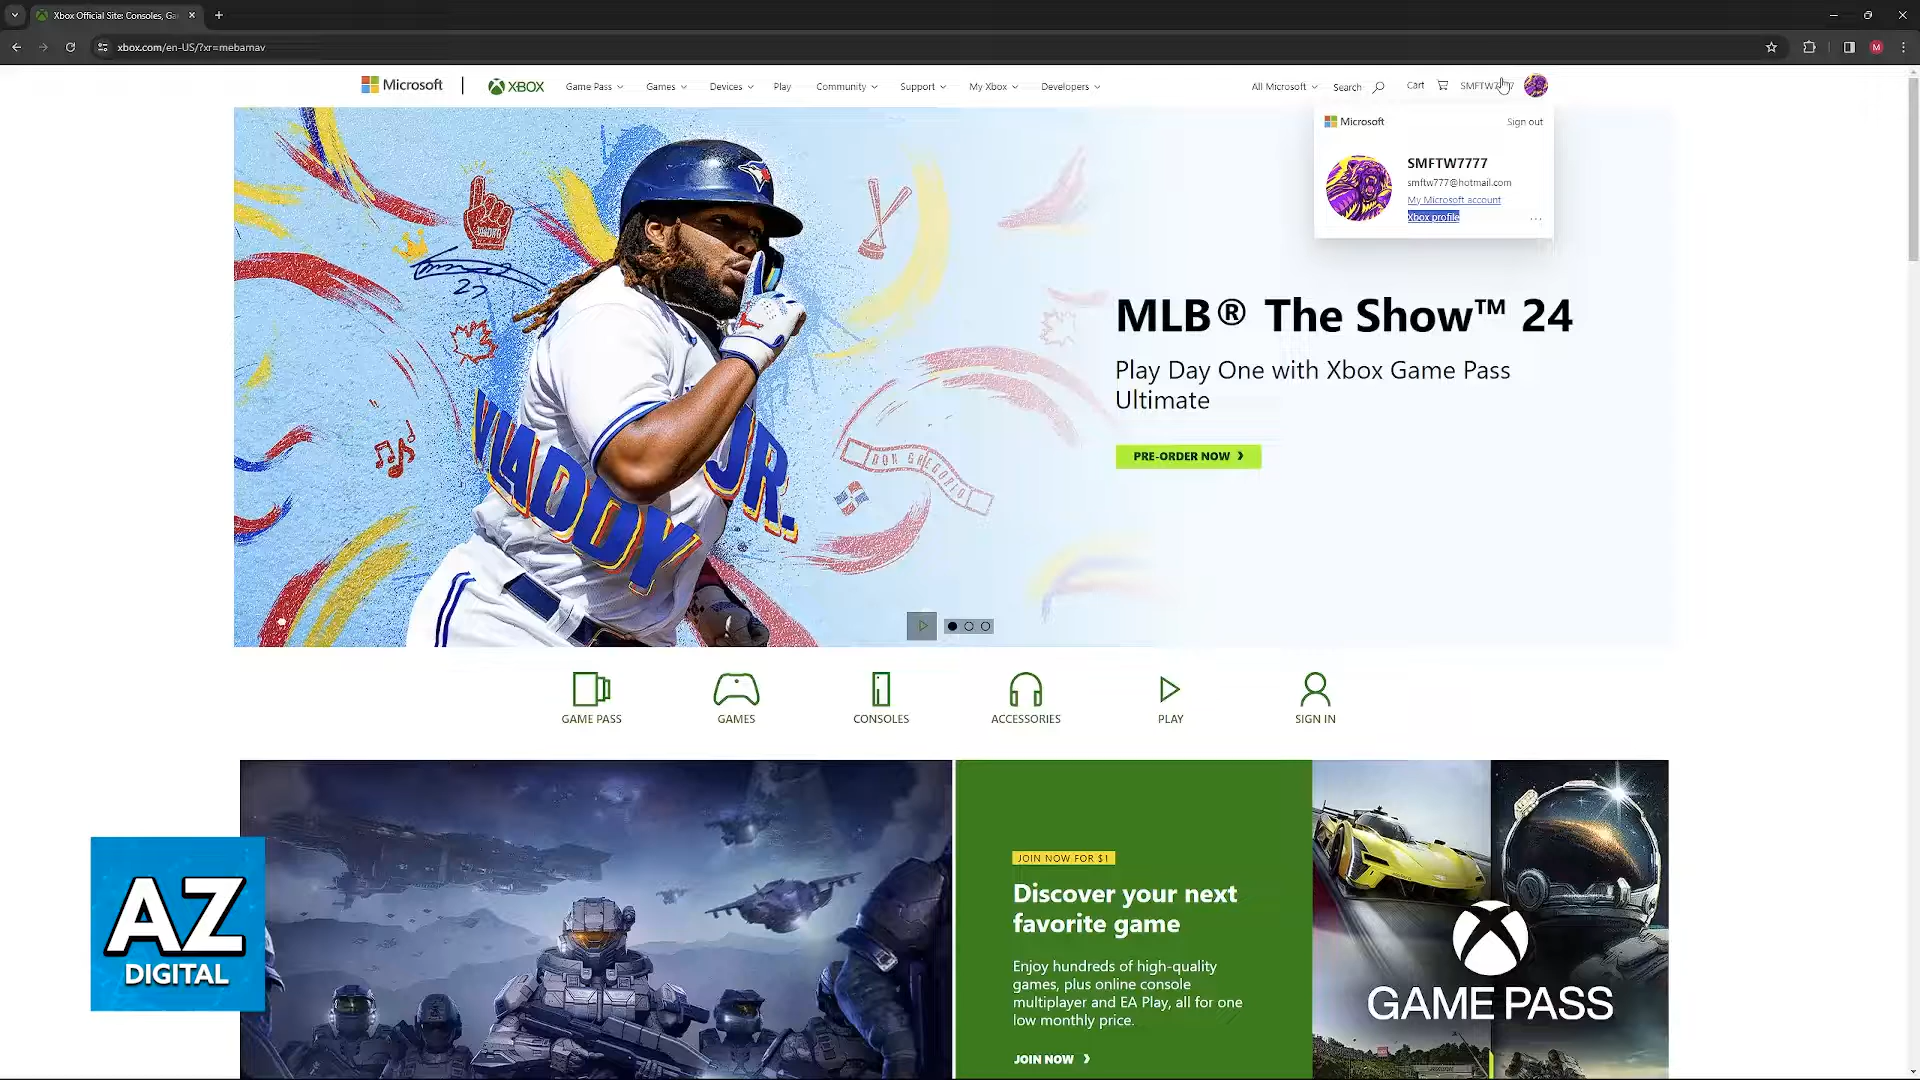 Xbox Official Site: Consoles, Ga
xbox.com/en-US/?xr=mebarnav
M
Microsoft
XBOX
Game Pass
Games
Devices
Play
Community
Support
My Xbox
Developers
All Microsoft
Search
Cart
Microsoft
Sign out
SMFTW7777
smftw777@hotmail.com
My Microsoft account
Xbox profile
...
27
VLADDY JR.
DON GREGORIO
MLB® The Show™ 24
Play Day One with Xbox Game Pass
Ultimate
PRE-ORDER NOW
GAME PASS
GAMES
CONSOLES
ACCESSORIES
PLAY
SIGN IN
JOIN NOW FOR $1
Discover your next
favorite game
Enjoy hundreds of high-quality
games, plus online console
multiplayer and EA Play, all for one
low monthly price.
JOIN NOW
GAME PASS
AZ
DIGITAL